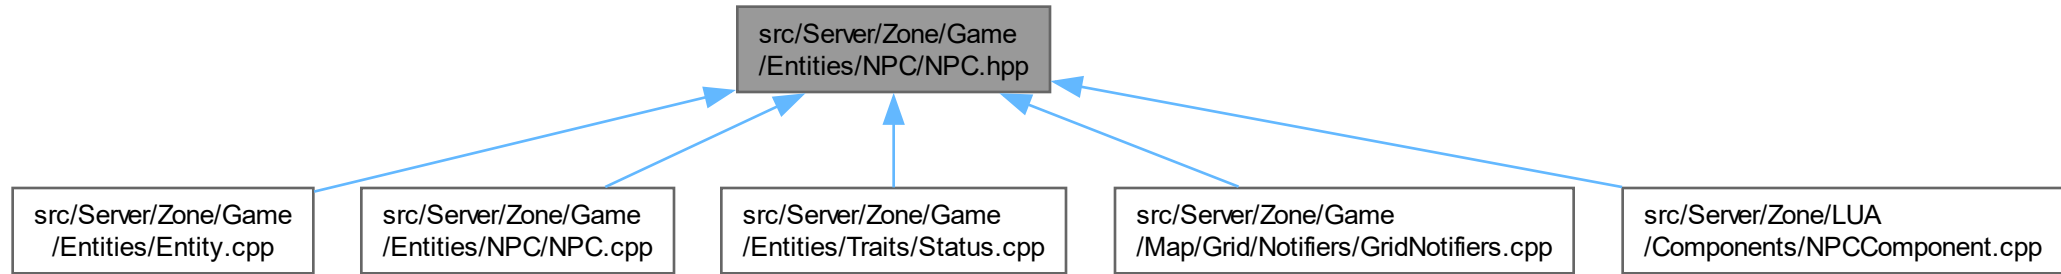 src/Server/Zone/Game
/Entities/NPC/NPC.hpp
src/Server/Zone/Game
/Entities/Entity.cpp
src/Server/Zone/Game
/Entities/NPC/NPC.cpp
src/Server/Zone/Game
/Entities/Traits/Status.cpp
src/Server/Zone/Game
/Map/Grid/Notifiers/GridNotifiers.cpp
src/Server/Zone/LUA
/Components/NPCComponent.cpp